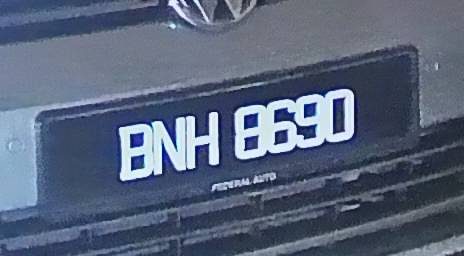 BNH 8690
FEDERAL AUTO